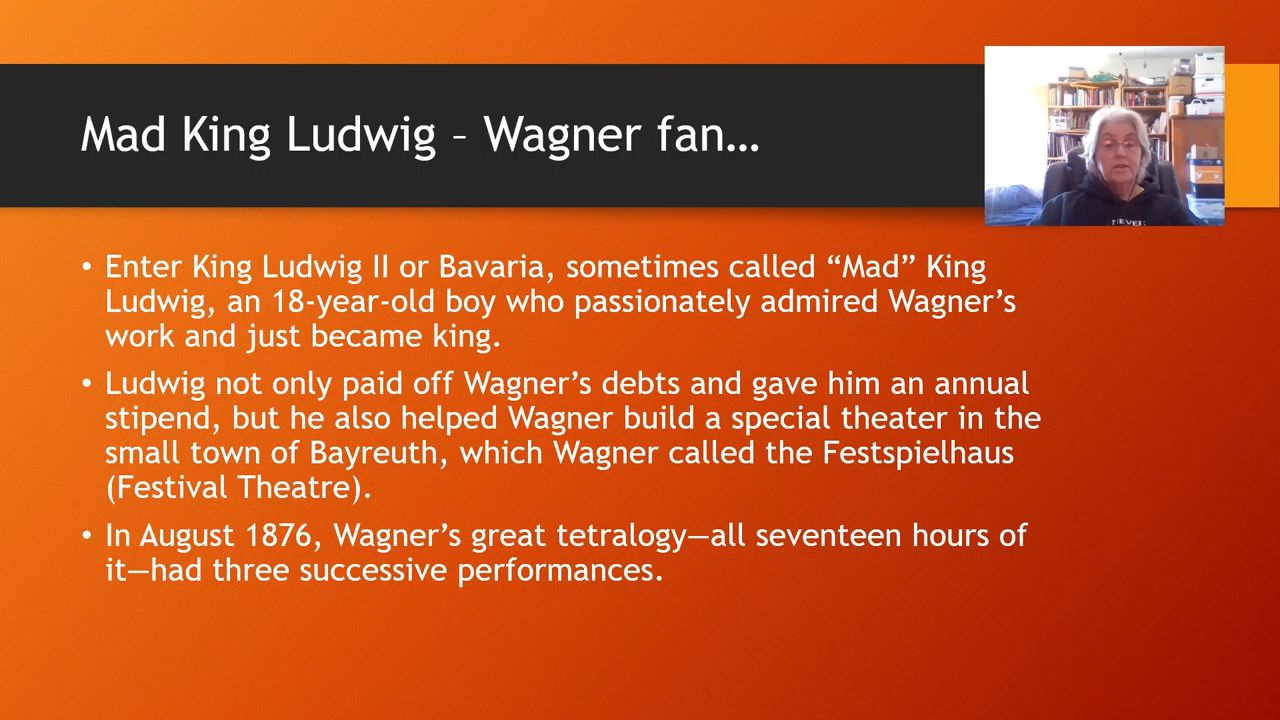 Mad King Ludwig – Wagner fan…
• Enter King Ludwig II or Bavaria, sometimes called “Mad” King
Ludwig, an 18-year-old boy who passionately admired Wagner’s
work and just became king.
• Ludwig not only paid off Wagner’s debts and gave him an annual
stipend, but he also helped Wagner build a special theater in the
small town of Bayreuth, which Wagner called the Festspielhaus
(Festival Theatre).
• In August 1876, Wagner’s great tetralogy—all seventeen hours of
it—had three successive performances.